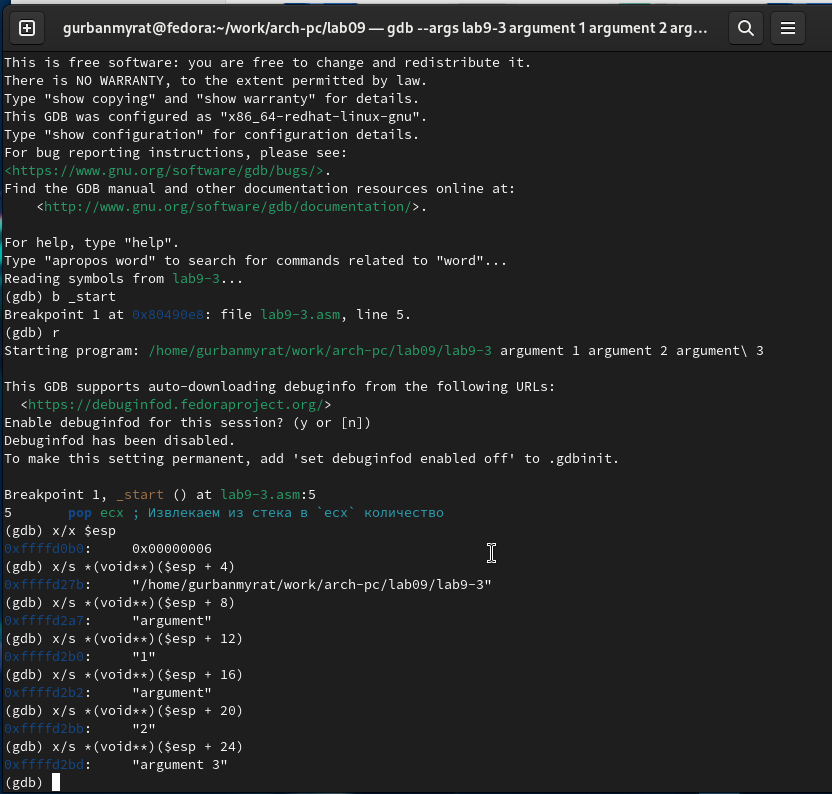 gurbanmyrat@fedora:~/work/arch-pc/lab09 — gdb --args lab9-3 argument 1 argument 2 arg...
This is free software: you are free to change and redistribute it.
There is NO WARRANTY, to the extent permitted by law.
Type "show copying" and "show warranty" for details.
This GDB was configured as "x86_64-redhat-linux-gnu".
Type "show configuration" for configuration details.
For bug reporting instructions, please see:
<https://www.gnu.org/software/gdb/bugs/>.
Find the GDB manual and other documentation resources online at:
    <http://www.gnu.org/software/gdb/documentation/>.

For help, type "help".
Type "apropos word" to search for commands related to "word"...
Reading symbols from lab9-3...
(gdb) b _start
Breakpoint 1 at 0x80490e8: file lab9-3.asm, line 5.
(gdb) r
Starting program: /home/gurbanmyrat/work/arch-pc/lab09/lab9-3 argument 1 argument 2 argument\ 3

This GDB supports auto-downloading debuginfo from the following URLs:
  <https://debuginfod.fedoraproject.org/>
Enable debuginfod for this session? (y or [n])
Debuginfod has been disabled.
To make this setting permanent, add 'set debuginfod enabled off' to .gdbinit.

Breakpoint 1, _start () at lab9-3.asm:5
5       pop ecx ; Извлекаем из стека в `ecx` количество
(gdb) x/x $esp
0xffffd0b0:     0x00000006
(gdb) x/s *(void**)($esp + 4)
0xffffd27b:     "/home/gurbanmyrat/work/arch-pc/lab09/lab9-3"
(gdb) x/s *(void**)($esp + 8)
0xffffd2a7:     "argument"
(gdb) x/s *(void**)($esp + 12)
0xffffd2b0:     "1"
(gdb) x/s *(void**)($esp + 16)
0xffffd2b2:     "argument"
(gdb) x/s *(void**)($esp + 20)
0xffffd2bb:     "2"
(gdb) x/s *(void**)($esp + 24)
0xffffd2bd:     "argument 3"
(gdb)